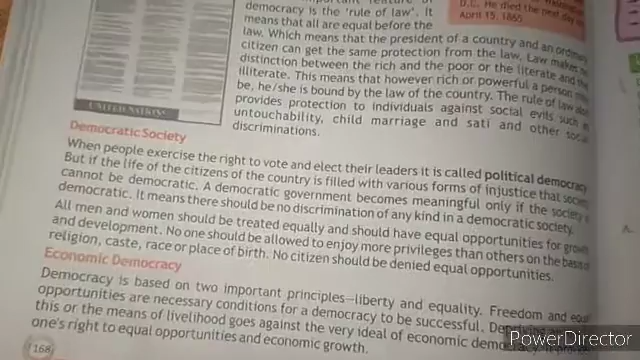 democracy is the 'rule of law'. It
means that all are equal before the
law. Which means that the president of a country and an ordinary
citizen can get the same protection from the law. Law makes no
distinction between the rich and the poor or the literate and the
illiterate. This means that however rich or powerful a person may
be, he/she is bound by the law of the country. The rule of law also
provides protection to individuals against social evils such as
untouchability, child marriage and sati and other social
discriminations.
D.C. He died the next day on
April 15, 1865
UNITED NATIONS
Democratic Society
When people exercise the right to vote and elect their leaders it is called political democracy
But if the life of the citizens of the country is filled with various forms of injustice that society
cannot be democratic. A democratic government becomes meaningful only if the society is
democratic. It means there should be no discrimination of any kind in a democratic society.
All men and women should be treated equally and should have equal opportunities for growth
and development. No one should be allowed to enjoy more privileges than others on the basis of
religion, caste, race or place of birth. No citizen should be denied equal opportunities.
Economic Democracy
Democracy is based on two important principles—liberty and equality. Freedom and equal
opportunities are necessary conditions for a democracy to be successful.
this or the means of livelihood goes against the very ideal of economic democracy
one's right to equal opportunities and economic growth.
168
PowerDirector